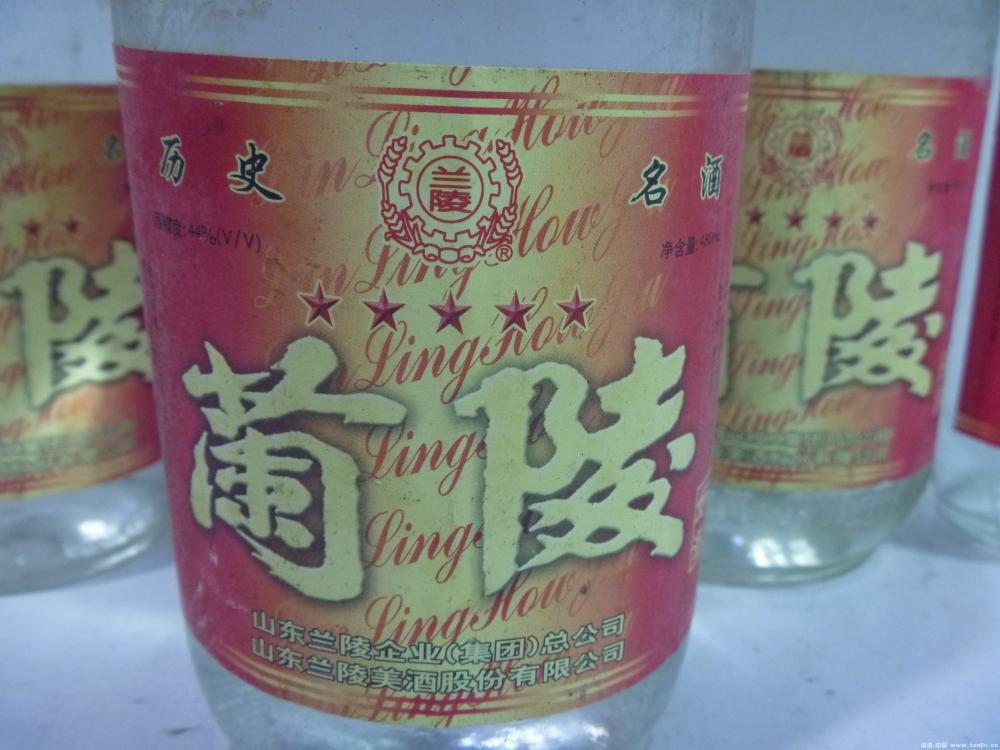 历史
名酒
兰陵
®
酒精度:44%(V/V)
净含量:480mL
蘭陵
山东兰陵企业(集团)总公司
山东兰陵美酒股份有限公司